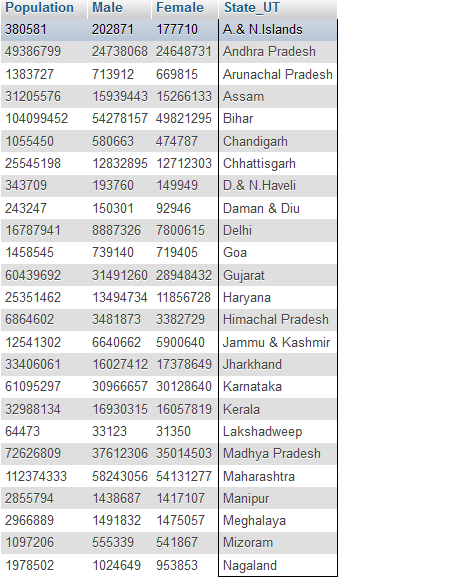 Population Male Female State_UT
380581 202871 177710 A.& N.Islands
49386799 24738068 24648731 Andhra Pradesh
1383727 713912 669815 Arunachal Pradesh
31205576 15939443 15266133 Assam
104099452 54278157 49821295 Bihar
1055450 580663 474787 Chandigarh
25545198 12832895 12712303 Chhattisgarh
343709 193760 149949 D.& N.Haveli
243247 150301 92946 Daman & Diu
16787941 8887326 7800615 Delhi
1458545 739140 719405 Goa
60439692 31491260 28948432 Gujarat
25351462 13494734 11856728 Haryana
6864602 3481873 3382729 Himachal Pradesh
12541302 6640662 5900640 Jammu & Kashmir
33406061 16027412 17378649 Jharkhand
61095297 30966657 30128640 Karnataka
32988134 16930315 16057819 Kerala
64473 33123 31350 Lakshadweep
72626809 37612306 35014503 Madhya Pradesh
112374333 58243056 54131277 Maharashtra
2855794 1438687 1417107 Manipur
2966889 1491832 1475057 Meghalaya
1097206 555339 541867 Mizoram
1978502 1024649 953853 Nagaland